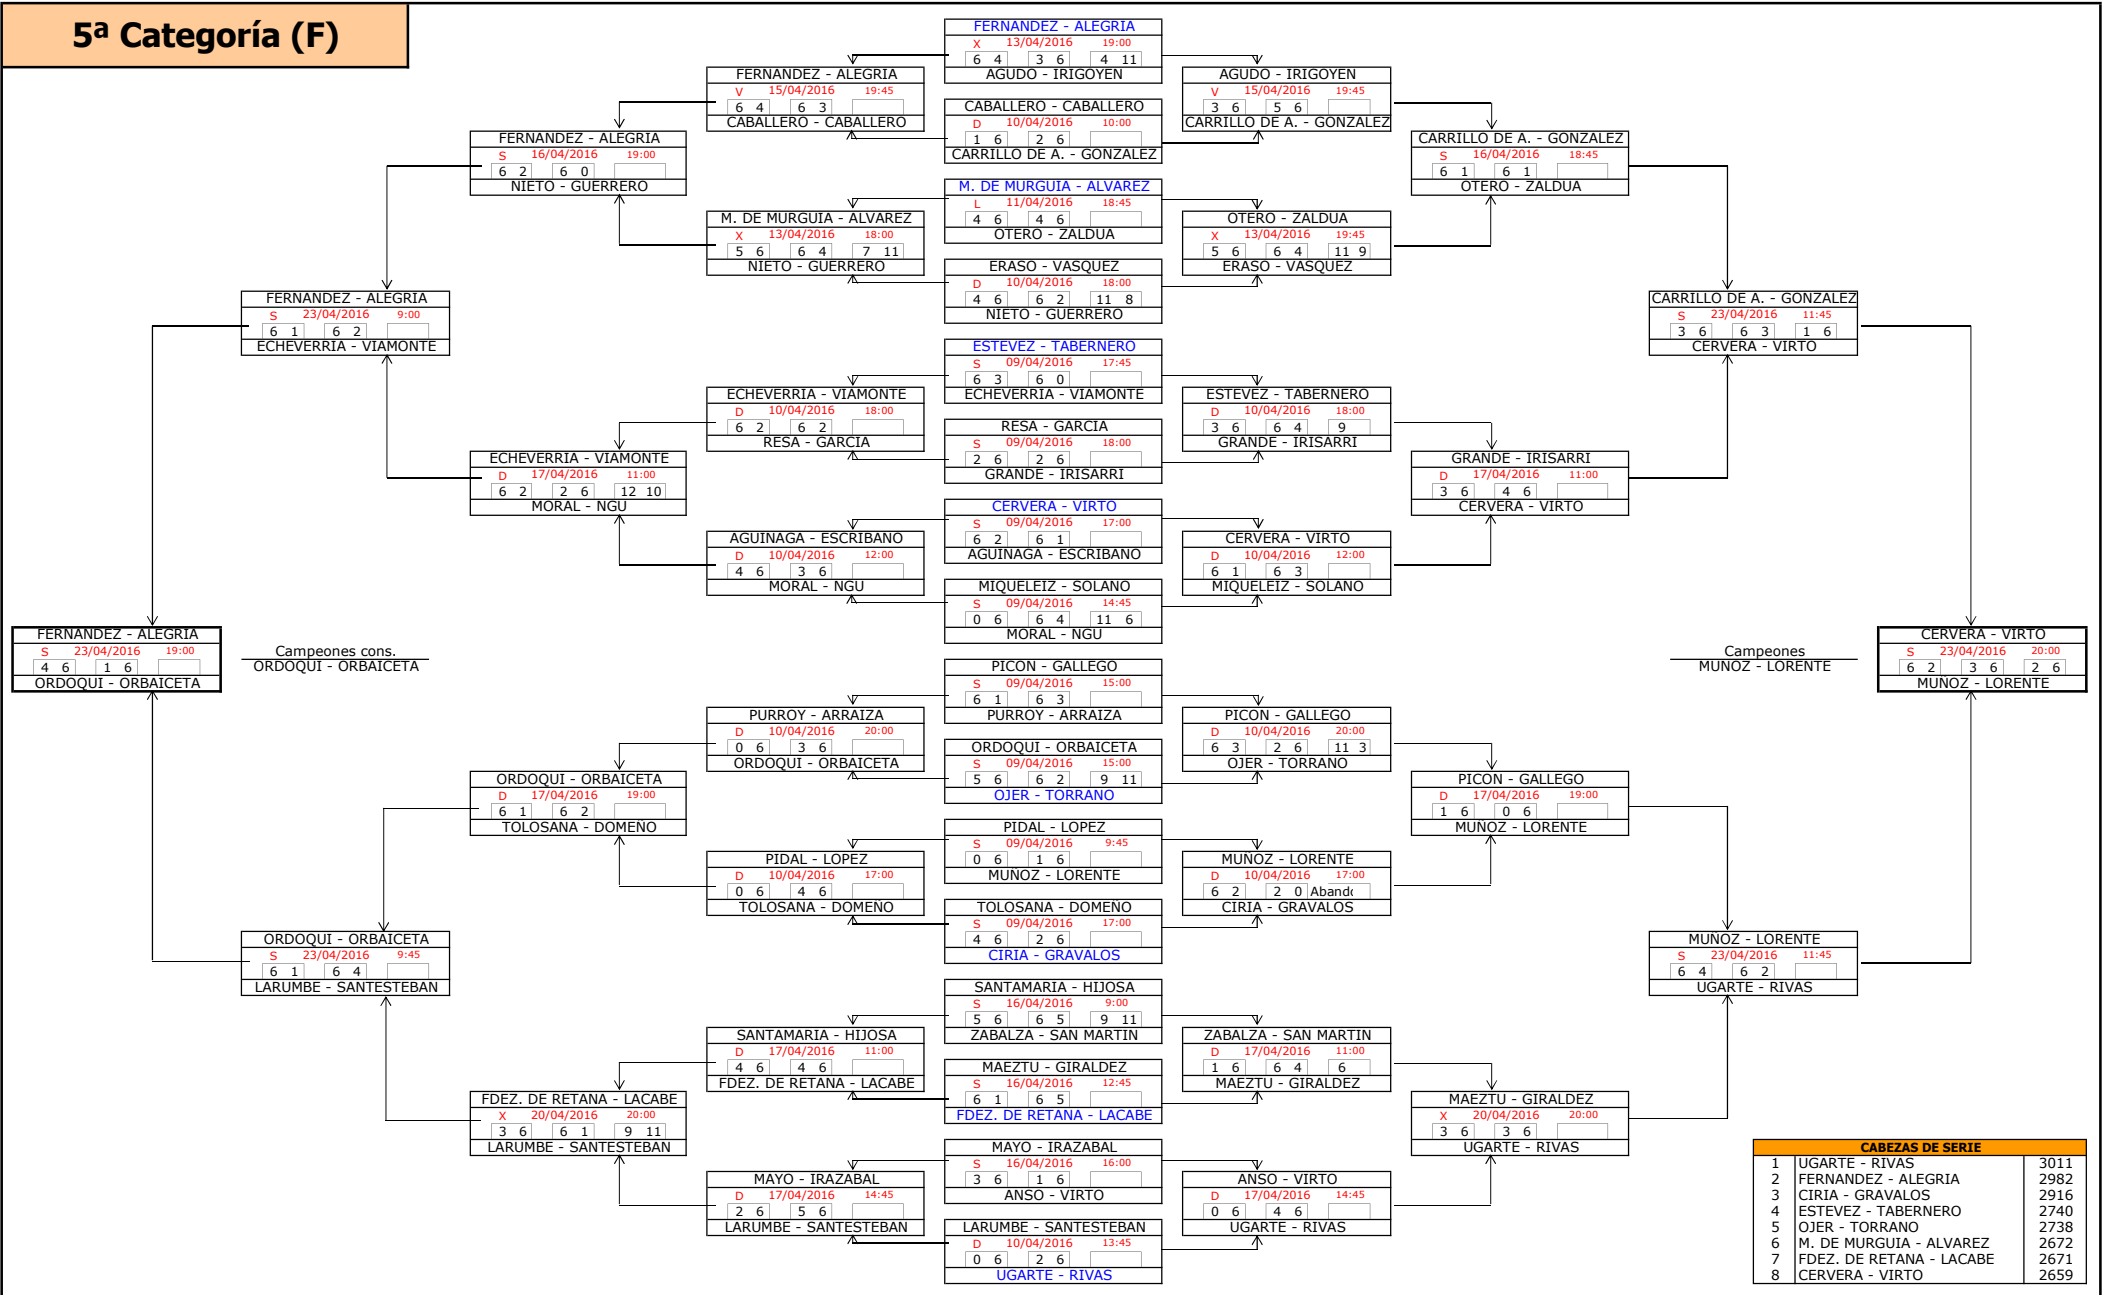 5ª Categoría (F)
FERNANDEZ - ALEGRIA
S 23/04/2016 19:00
4 6 1 6
ORDOQUI - ORBAICETA
Campeones cons.
ORDOQUI - ORBAICETA
FERNANDEZ - ALEGRIA
S 23/04/2016 9:00
6 1 6 2
ECHEVERRIA - VIAMONTE
ORDOQUI - ORBAICETA
S 23/04/2016 9:45
6 1 6 4
LARUMBE - SANTESTEBAN
FERNANDEZ - ALEGRIA
S 16/04/2016 19:00
6 2 6 0
NIETO - GUERRERO
ECHEVERRIA - VIAMONTE
D 17/04/2016 11:00
6 2 2 6 12 10
MORAL - NGU
ORDOQUI - ORBAICETA
D 17/04/2016 19:00
6 1 6 2
TOLOSANA - DOMEÑO
FDEZ. DE RETANA - LACABE
X 20/04/2016 20:00
3 6 6 1 9 11
LARUMBE - SANTESTEBAN
FERNANDEZ - ALEGRIA
V 15/04/2016 19:45
6 4 6 3
CABALLERO - CABALLERO
M. DE MURGUIA - ALVAREZ
X 13/04/2016 18:00
5 6 6 4 7 11
NIETO - GUERRERO
ECHEVERRIA - VIAMONTE
D 10/04/2016 18:00
6 2 6 2
RESA - GARCIA
AGUINAGA - ESCRIBANO
D 10/04/2016 12:00
4 6 3 6
MORAL - NGU
PURROY - ARRAIZA
D 10/04/2016 20:00
0 6 3 6
ORDOQUI - ORBAICETA
PIDAL - LOPEZ
D 10/04/2016 17:00
0 6 4 6
TOLOSANA - DOMEÑO
SANTAMARIA - HIJOSA
D 17/04/2016 11:00
4 6 4 6
FDEZ. DE RETANA - LACABE
MAYO - IRAZABAL
D 17/04/2016 14:45
2 6 5 6
LARUMBE - SANTESTEBAN
FERNANDEZ - ALEGRIA
X 13/04/2016 19:00
6 4 3 6 4 11
AGUDO - IRIGOYEN
CABALLERO - CABALLERO
D 10/04/2016 10:00
1 6 2 6
CARRILLO DE A. - GONZALEZ
M. DE MURGUIA - ALVAREZ
L 11/04/2016 18:45
4 6 4 6
OTERO - ZALDUA
ERASO - VASQUEZ
D 10/04/2016 18:00
4 6 6 2 11 8
NIETO - GUERRERO
ESTEVEZ - TABERNERO
S 09/04/2016 17:45
6 3 6 0
ECHEVERRIA - VIAMONTE
RESA - GARCIA
S 09/04/2016 18:00
2 6 2 6
GRANDE - IRISARRI
CERVERA - VIRTO
S 09/04/2016 17:00
6 2 6 1
AGUINAGA - ESCRIBANO
MIQUELEIZ - SOLANO
S 09/04/2016 14:45
0 6 6 4 11 6
MORAL - NGU
PICON - GALLEGO
S 09/04/2016 15:00
6 1 6 3
PURROY - ARRAIZA
ORDOQUI - ORBAICETA
S 09/04/2016 15:00
5 6 6 2 9 11
OJER - TORRANO
PIDAL - LOPEZ
S 09/04/2016 9:45
0 6 1 6
MUÑOZ - LORENTE
TOLOSANA - DOMEÑO
S 09/04/2016 17:00
4 6 2 6
CIRIA - GRAVALOS
SANTAMARIA - HIJOSA
S 16/04/2016 9:00
5 6 6 5 9 11
ZABALZA - SAN MARTIN
MAEZTU - GIRALDEZ
S 16/04/2016 12:45
6 1 6 5
FDEZ. DE RETANA - LACABE
MAYO - IRAZABAL
S 16/04/2016 16:00
3 6 1 6
ANSO - VIRTO
LARUMBE - SANTESTEBAN
D 10/04/2016 13:45
0 6 2 6
UGARTE - RIVAS
AGUDO - IRIGOYEN
V 15/04/2016 19:45
3 6 5 6
CARRILLO DE A. - GONZALEZ
OTERO - ZALDUA
X 13/04/2016 19:45
5 6 6 4 11 9
ERASO - VASQUEZ
ESTEVEZ - TABERNERO
D 10/04/2016 18:00
3 6 6 4 9
GRANDE - IRISARRI
CERVERA - VIRTO
D 10/04/2016 12:00
6 1 6 3
MIQUELEIZ - SOLANO
PICON - GALLEGO
D 10/04/2016 20:00
6 3 2 6 11 3
OJER - TORRANO
MUÑOZ - LORENTE
D 10/04/2016 17:00
6 2 2 0 Aband
CIRIA - GRAVALOS
ZABALZA - SAN MARTIN
D 17/04/2016 11:00
1 6 6 4 6
MAEZTU - GIRALDEZ
ANSO - VIRTO
D 17/04/2016 14:45
0 6 4 6
UGARTE - RIVAS
CARRILLO DE A. - GONZALEZ
S 16/04/2016 18:45
6 1 6 1
OTERO - ZALDUA
GRANDE - IRISARRI
D 17/04/2016 11:00
3 6 4 6
CERVERA - VIRTO
PICON - GALLEGO
D 17/04/2016 19:00
1 6 0 6
MUÑOZ - LORENTE
MAEZTU - GIRALDEZ
X 20/04/2016 20:00
3 6 3 6
UGARTE - RIVAS
CARRILLO DE A. - GONZALEZ
S 23/04/2016 11:45
3 6 6 3 1 6
CERVERA - VIRTO
MUÑOZ - LORENTE
S 23/04/2016 11:45
6 4 6 2
UGARTE - RIVAS
Campeones
MUÑOZ - LORENTE
CERVERA - VIRTO
S 23/04/2016 20:00
6 2 3 6 2 6
MUÑOZ - LORENTE
CABEZAS DE SERIE
1 UGARTE - RIVAS 3011
2 FERNANDEZ - ALEGRIA 2982
3 CIRIA - GRAVALOS 2916
4 ESTEVEZ - TABERNERO 2740
5 OJER - TORRANO 2738
6 M. DE MURGUIA - ALVAREZ 2672
7 FDEZ. DE RETANA - LACABE 2671
8 CERVERA - VIRTO 2659